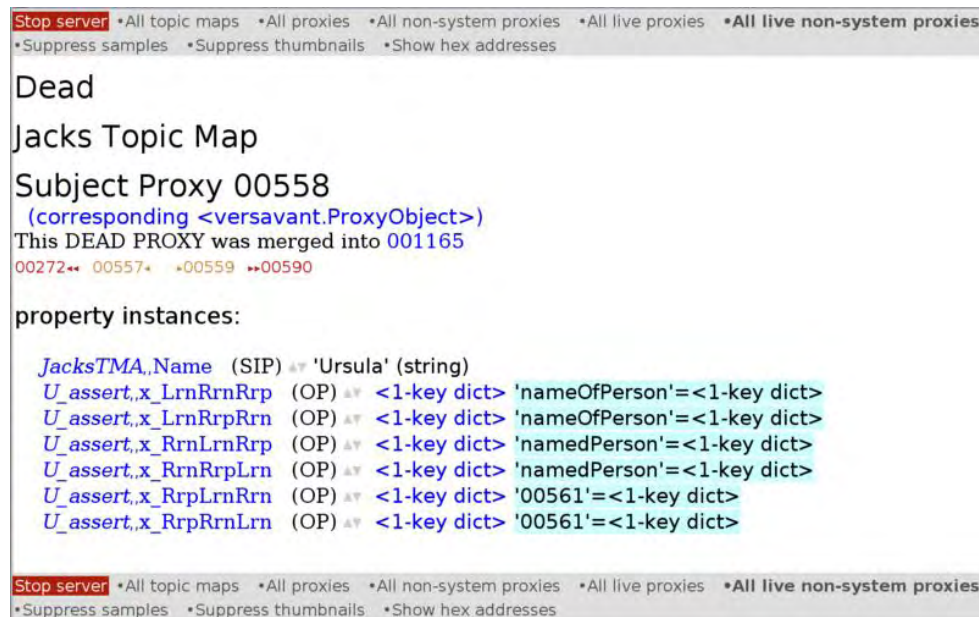 Stop server •All topic maps •All proxies •All non-system proxies •All live proxies •All live non-system proxies
•Suppress samples •Suppress thumbnails •Show hex addresses
Dead
Jacks Topic Map
Subject Proxy 00558
(corresponding <versavant.ProxyObject>)
This DEAD PROXY was merged into 001165
00272◂◂ 00557◂ ▸00559 ▸▸00590
property instances:
JacksTMA,,Name (SIP) ▲▼ 'Ursula' (string)
U_assert,,x_LrnRrnRrp (OP) ▲▼ <1-key dict> 'nameOfPerson'=<1-key dict>
U_assert,,x_LrnRrpRrn (OP) ▲▼ <1-key dict> 'nameOfPerson'=<1-key dict>
U_assert,,x_RrnLrnRrp (OP) ▲▼ <1-key dict> 'namedPerson'=<1-key dict>
U_assert,,x_RrnRrpLrn (OP) ▲▼ <1-key dict> 'namedPerson'=<1-key dict>
U_assert,,x_RrpLrnRrn (OP) ▲▼ <1-key dict> '00561'=<1-key dict>
U_assert,,x_RrpRrnLrn (OP) ▲▼ <1-key dict> '00561'=<1-key dict>
Stop server •All topic maps •All proxies •All non-system proxies •All live proxies •All live non-system proxies
•Suppress samples •Suppress thumbnails •Show hex addresses